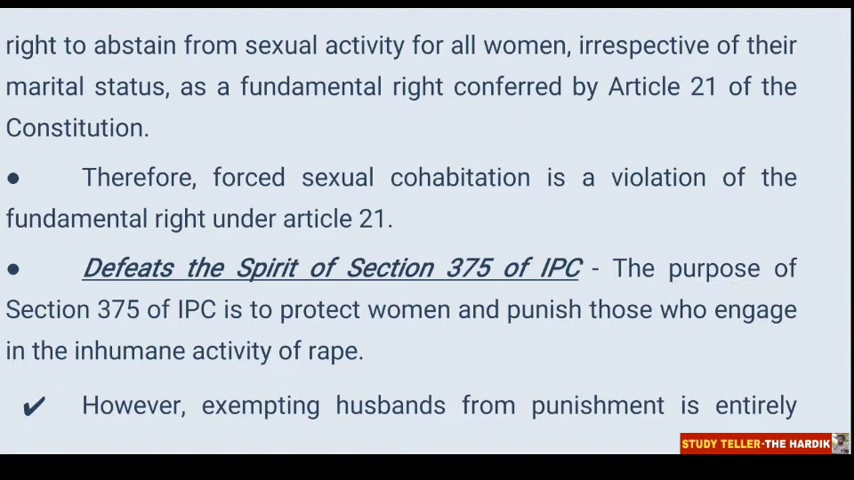 right to abstain from sexual activity for all women, irrespective of their
marital status, as a fundamental right conferred by Article 21 of the
Constitution.
● Therefore, forced sexual cohabitation is a violation of the
fundamental right under article 21.
● Defeats the Spirit of Section 375 of IPC - The purpose of
Section 375 of IPC is to protect women and punish those who engage
in the inhumane activity of rape.
✔ However, exempting husbands from punishment is entirely
STUDY TELLER-THE HARDIK